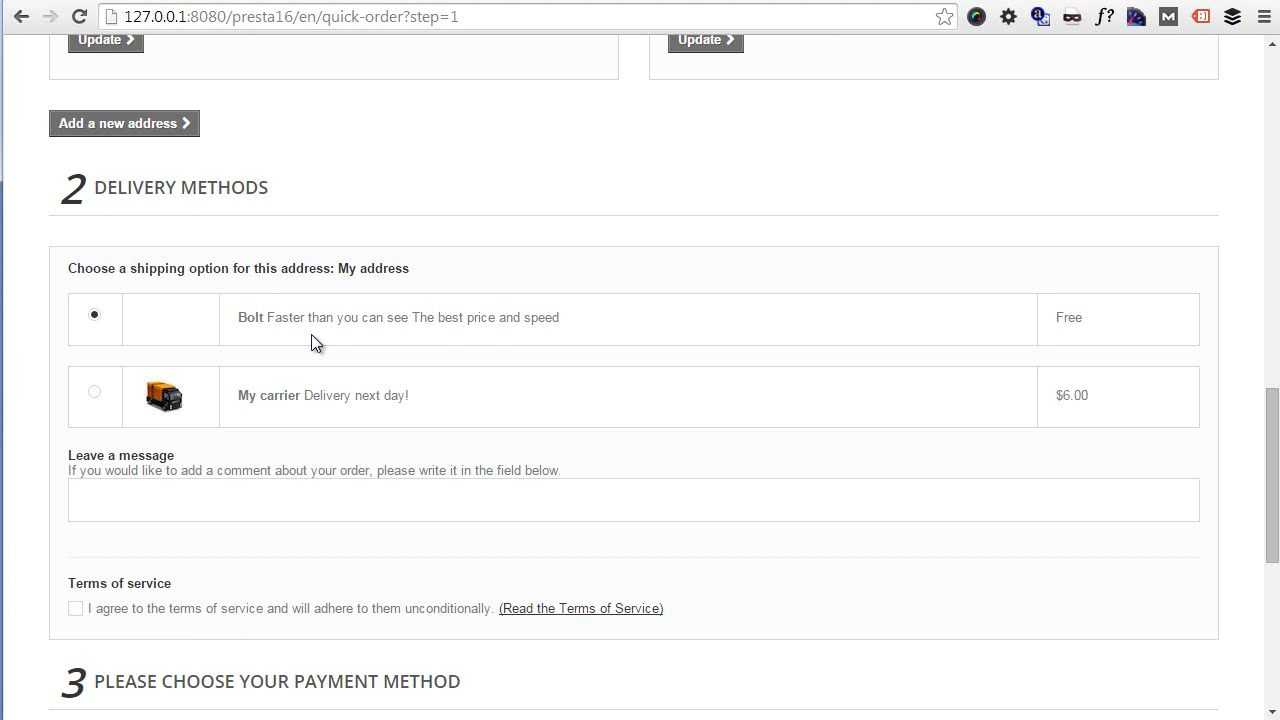 127.0.0.1:8080/presta16/en/quick-order?step=1
Update
Update
Add a new address
2 DELIVERY METHODS
Choose a shipping option for this address: My address
Bolt Faster than you can see The best price and speed
Free
My carrier Delivery next day!
$6.00
Leave a message
If you would like to add a comment about your order, please write it in the field below.
Terms of service
I agree to the terms of service and will adhere to them unconditionally. (Read the Terms of Service)
3 PLEASE CHOOSE YOUR PAYMENT METHOD